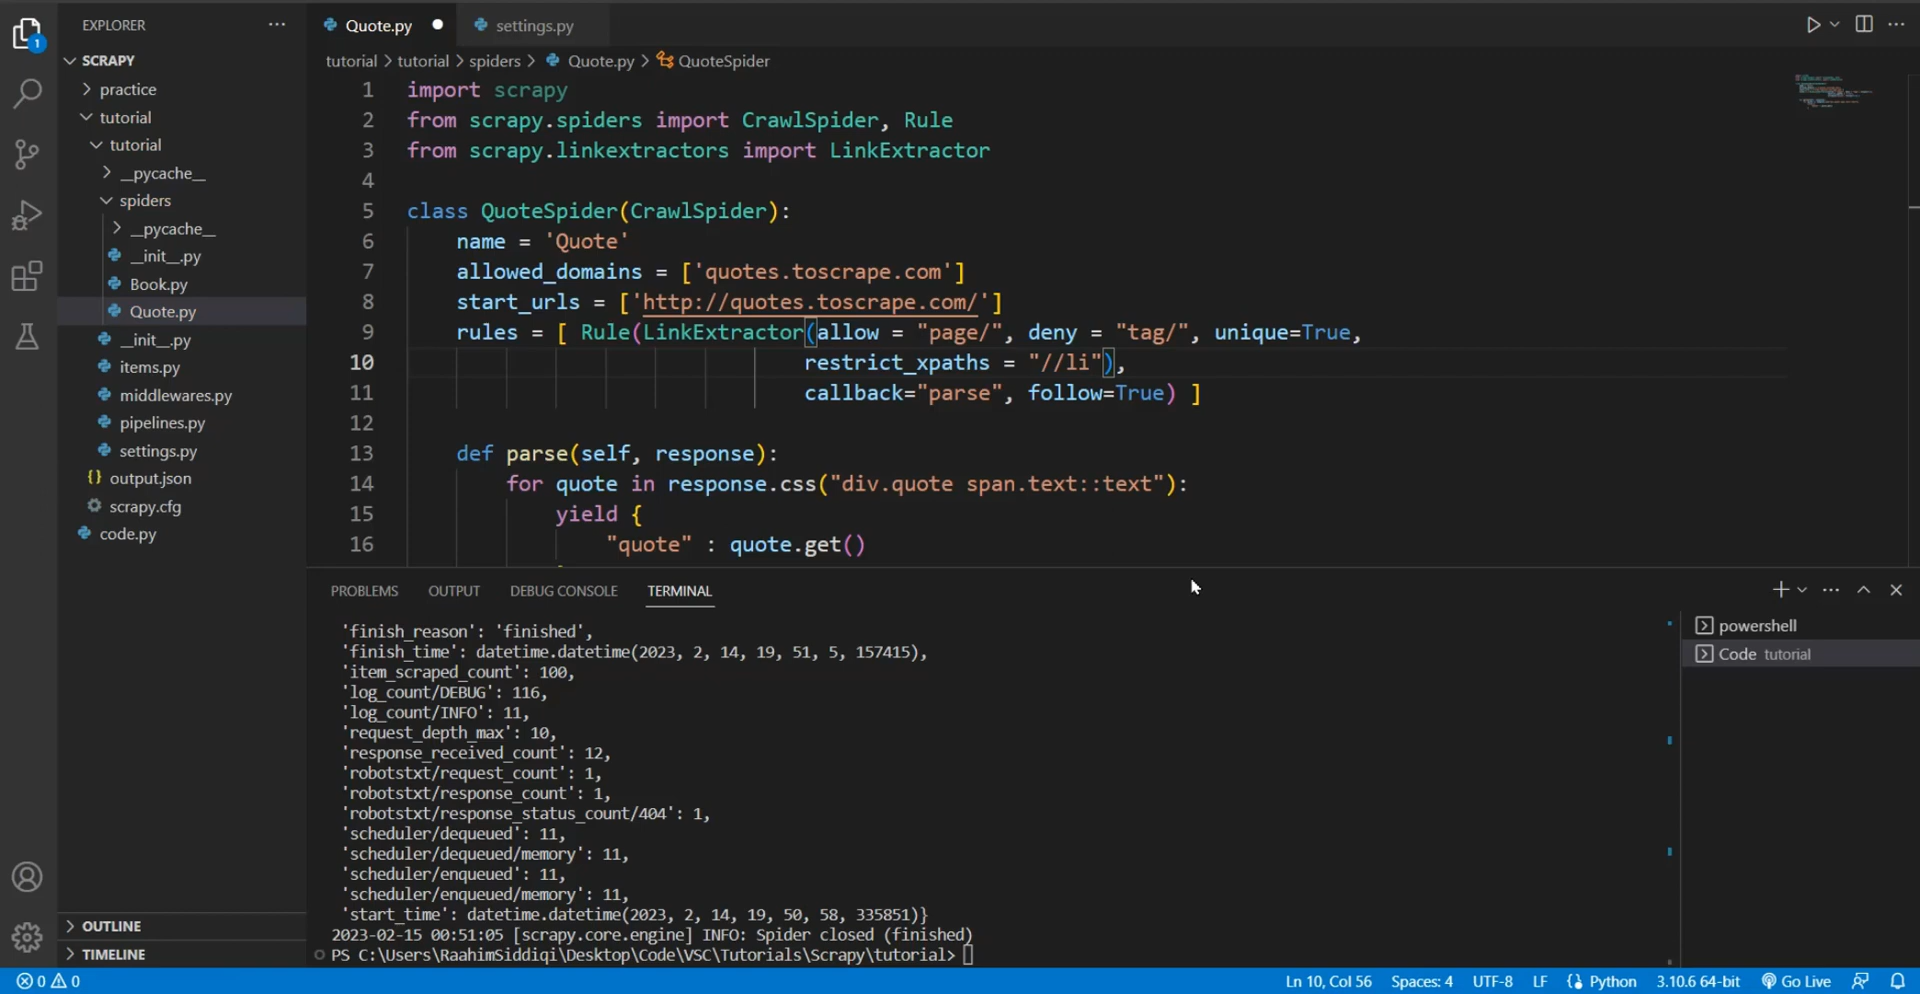 EXPLORER
SCRAPY
practice
tutorial
tutorial
__pycache__
spiders
__pycache__
__init__.py
Book.py
Quote.py
__init__.py
items.py
middlewares.py
pipelines.py
settings.py
{} output.json
scrapy.cfg
code.py
OUTLINE
TIMELINE
1
Quote.py
settings.py
tutorial > tutorial > spiders > Quote.py > QuoteSpider
1 import scrapy
2 from scrapy.spiders import CrawlSpider, Rule
3 from scrapy.linkextractors import LinkExtractor
4
5 class QuoteSpider(CrawlSpider):
6 name = 'Quote'
7 allowed_domains = ['quotes.toscrape.com']
8 start_urls = ['http://quotes.toscrape.com/']
9 rules = [ Rule(LinkExtractor(allow = "page/", deny = "tag/", unique=True,
10 restrict_xpaths = "//li"),
11 callback="parse", follow=True) ]
12
13 def parse(self, response):
14 for quote in response.css("div.quote span.text::text"):
15 yield {
16 "quote" : quote.get()
PROBLEMS OUTPUT DEBUG CONSOLE TERMINAL
'finish_reason': 'finished',
'finish_time': datetime.datetime(2023, 2, 14, 19, 51, 5, 157415),
'item_scraped_count': 100,
'log_count/DEBUG': 116,
'log_count/INFO': 11,
'request_depth_max': 10,
'response_received_count': 12,
'robotstxt/request_count': 1,
'robotstxt/response_count': 1,
'robotstxt/response_status_count/404': 1,
'scheduler/dequeued': 11,
'scheduler/dequeued/memory': 11,
'scheduler/enqueued': 11,
'scheduler/enqueued/memory': 11,
'start_time': datetime.datetime(2023, 2, 14, 19, 50, 58, 335851)}
2023-02-15 00:51:05 [scrapy.core.engine] INFO: Spider closed (finished)
PS C:\Users\RaahimSiddiqi\Desktop\Code\VSC\Tutorials\Scrapy\tutorial>
powershell
Code tutorial
0 0
Ln 10, Col 56 Spaces: 4 UTF-8 LF Python 3.10.6 64-bit Go Live